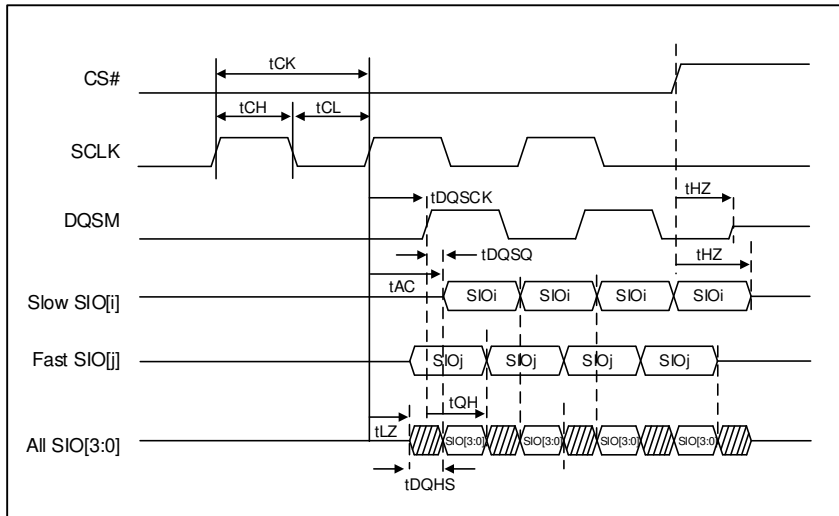 tCK
CS#
tCH
tCL
SCLK
tDQSCK
tHZ
DQSM
tDQSQ
tHZ
tAC
Slow SIO[i]
SIOi
SIOi
SIOi
SIOi
Fast SIO[j]
SIOj
SIOj
SIOj
SIOj
tQH
tLZ
All SIO[3:0]
SIO[3:0]
SIO[3:0]
SIO[3:0]
SIO[3:0]
tDQHS